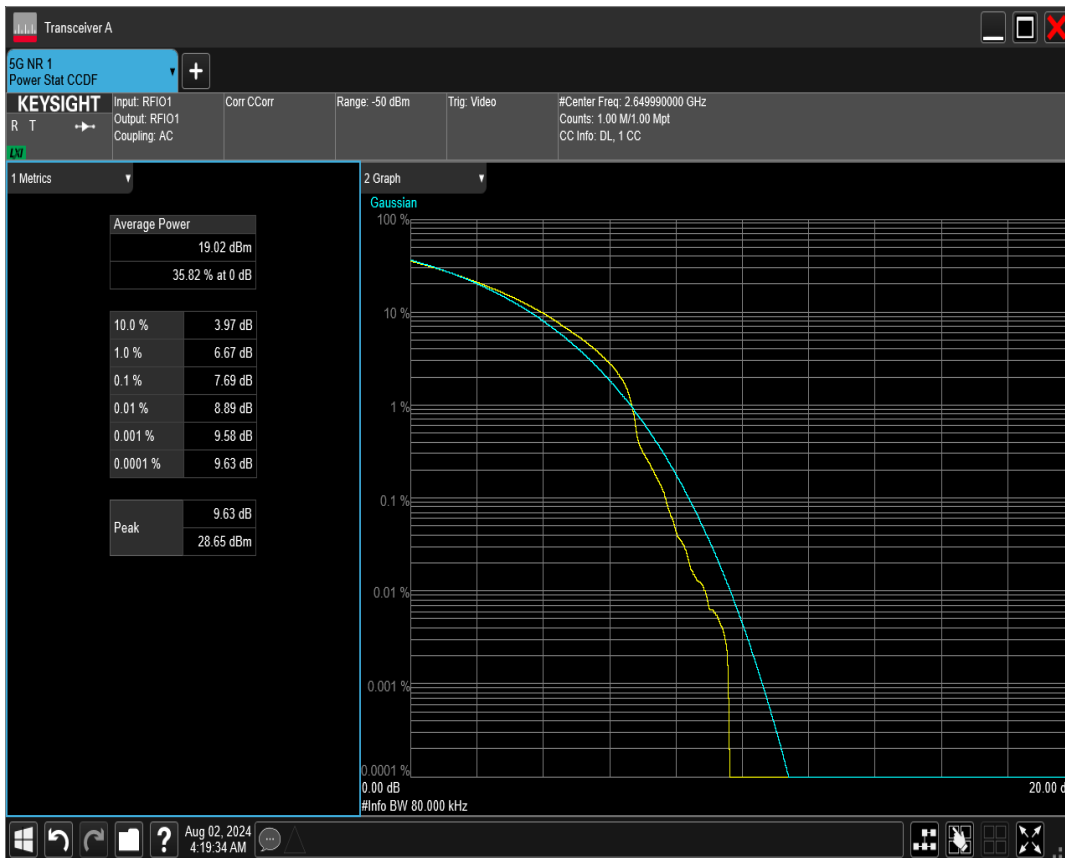 Transceiver A
5G NR 1
Power Stat CCDF
KEYSIGHT
R T
LXI
Input: RFIO1
Output: RFIO1
Coupling: AC
Corr CCorr
Range: -50 dBm
Trig: Video
#Center Freq: 2.649990000 GHz
Counts: 1.00 M/1.00 Mpt
CC Info: DL, 1 CC
1 Metrics
Average Power
19.02 dBm
35.82 % at 0 dB
10.0 % 3.97 dB
1.0 % 6.67 dB
0.1 % 7.69 dB
0.01 % 8.89 dB
0.001 % 9.58 dB
0.0001 % 9.63 dB
Peak
9.63 dB
28.65 dBm
2 Graph
Gaussian
100 %
10 %
1 %
0.1 %
0.01 %
0.001 %
0.0001 %
0.00 dB
20.00 d
#Info BW 80.000 kHz
Aug 02, 2024
4:19:34 AM